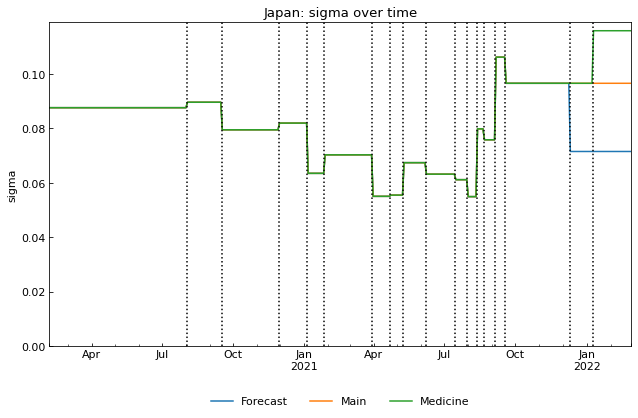 Japan: sigma over time
0.10
0.08
0.06
0.04
0.02
0.00
sigma
Apr Jul Oct Jan Apr Jul Oct Jan
2021 2022
Forecast Main Medicine